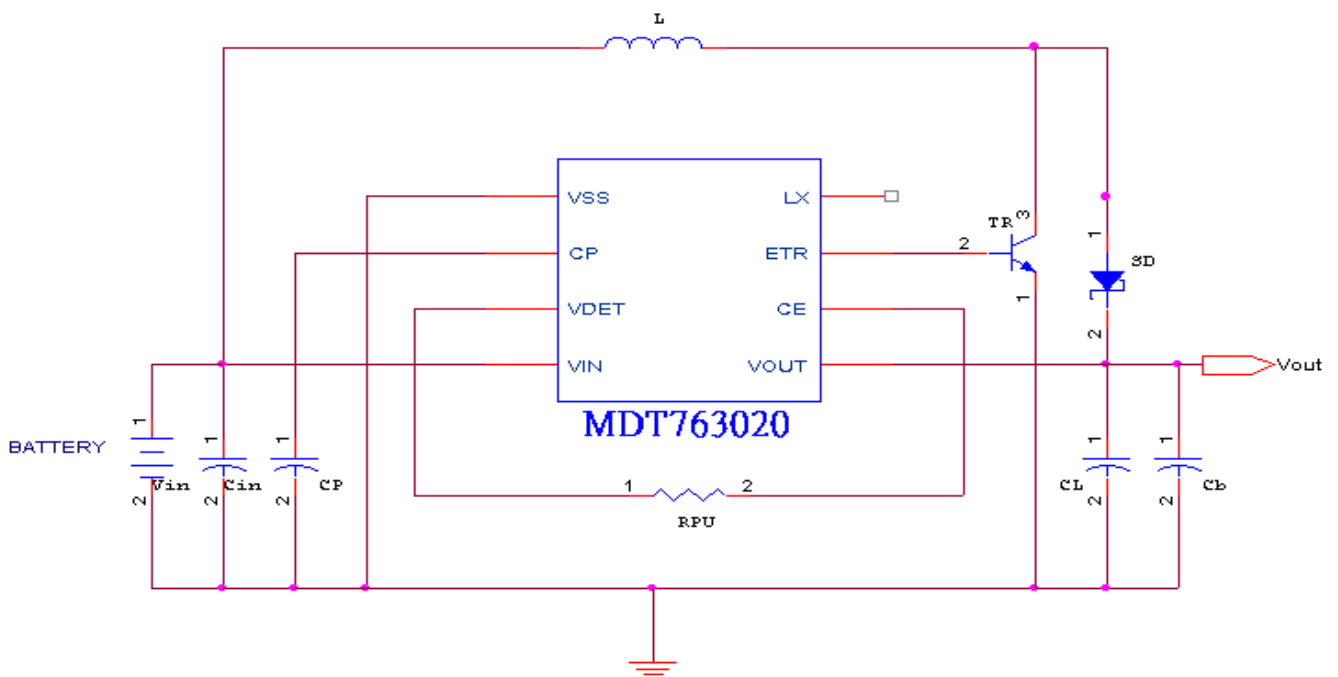 L
VSS
LX
CP
ETR
VDET
CE
VIN
VOUT
MDT763020
TR
3
2
1
1
SD
2
Vout
BATTERY
1
Vin
2
1
Cin
2
1
CP
2
1
RPU
2
1
CL
2
1
Cb
2